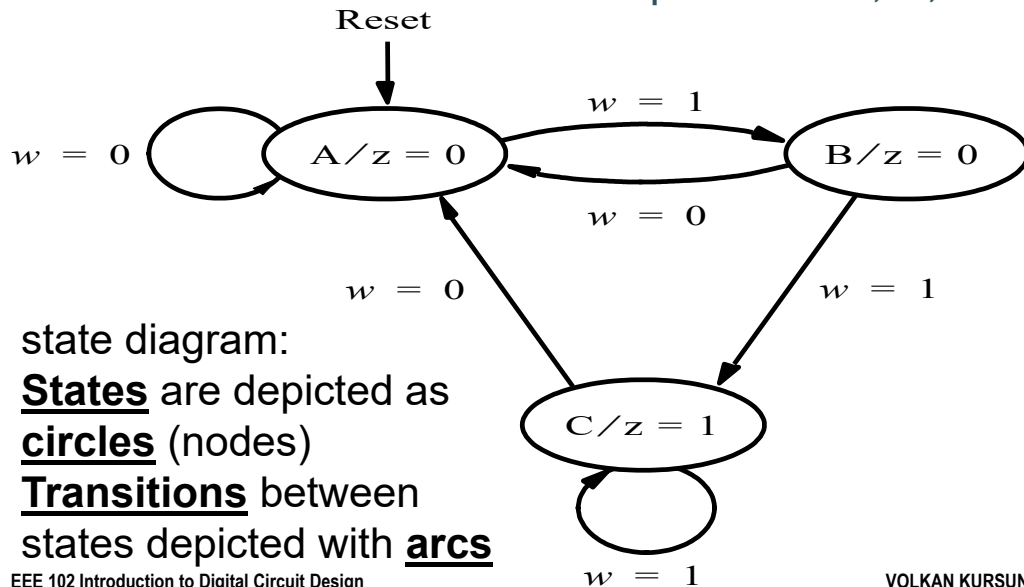 Reset
w = 1
w = 0
A/z = 0
B/z = 0
w = 0
w = 0
w = 1
state diagram:
States are depicted as
circles (nodes)
Transitions between
states depicted with arcs
C/z = 1
w = 1
EEE 102 Introduction to Digital Circuit Design
VOLKAN KURSUN